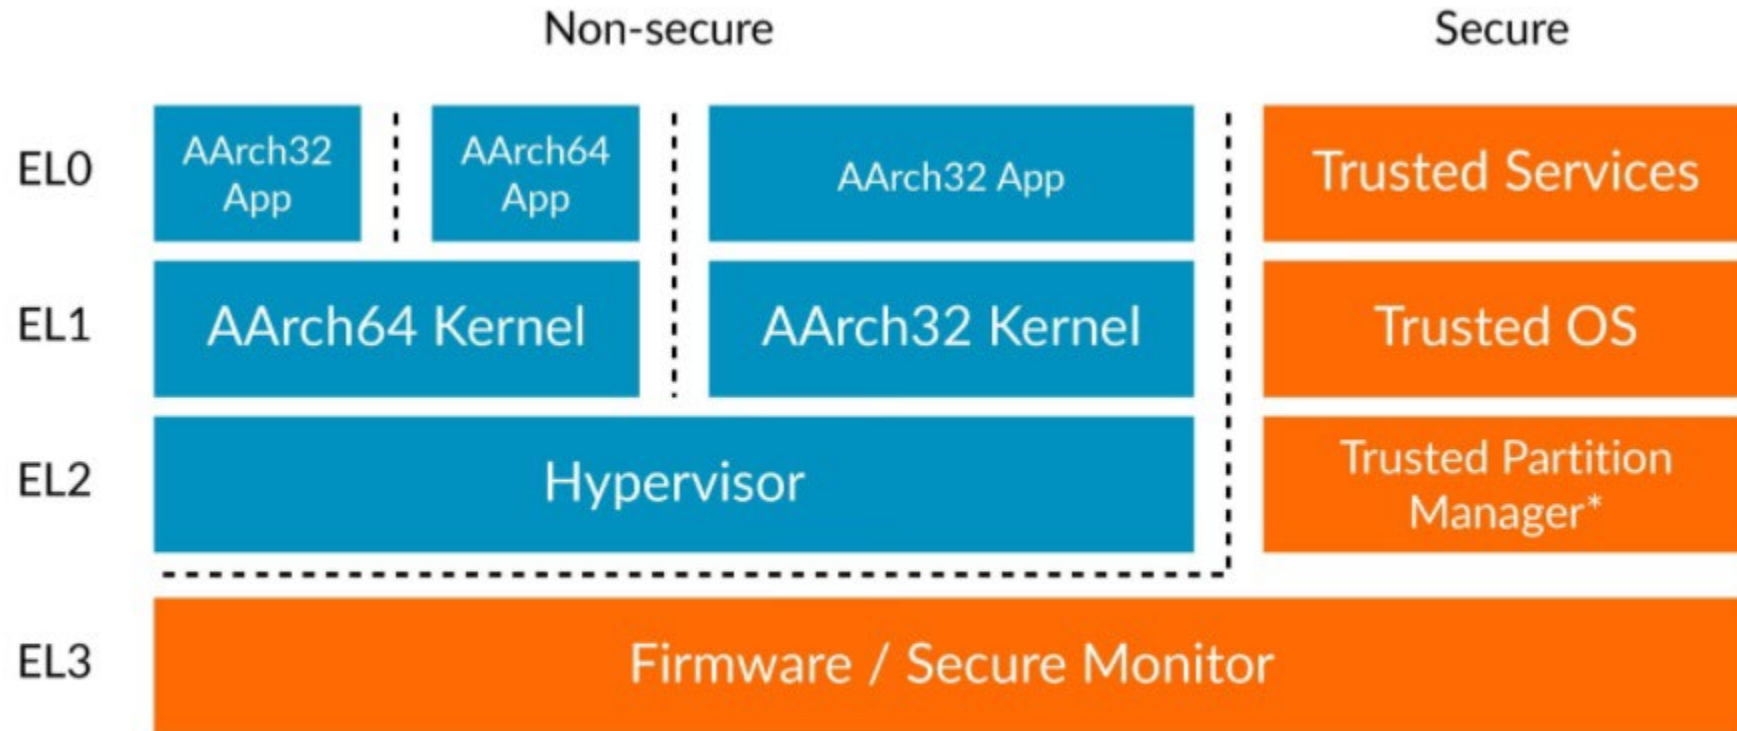 Non-secure
Secure
EL0
AArch32
App
AArch64
App
AArch32 App
Trusted Services
EL1
AArch64 Kernel
AArch32 Kernel
Trusted OS
EL2
Hypervisor
Trusted Partition
Manager*
EL3
Firmware / Secure Monitor